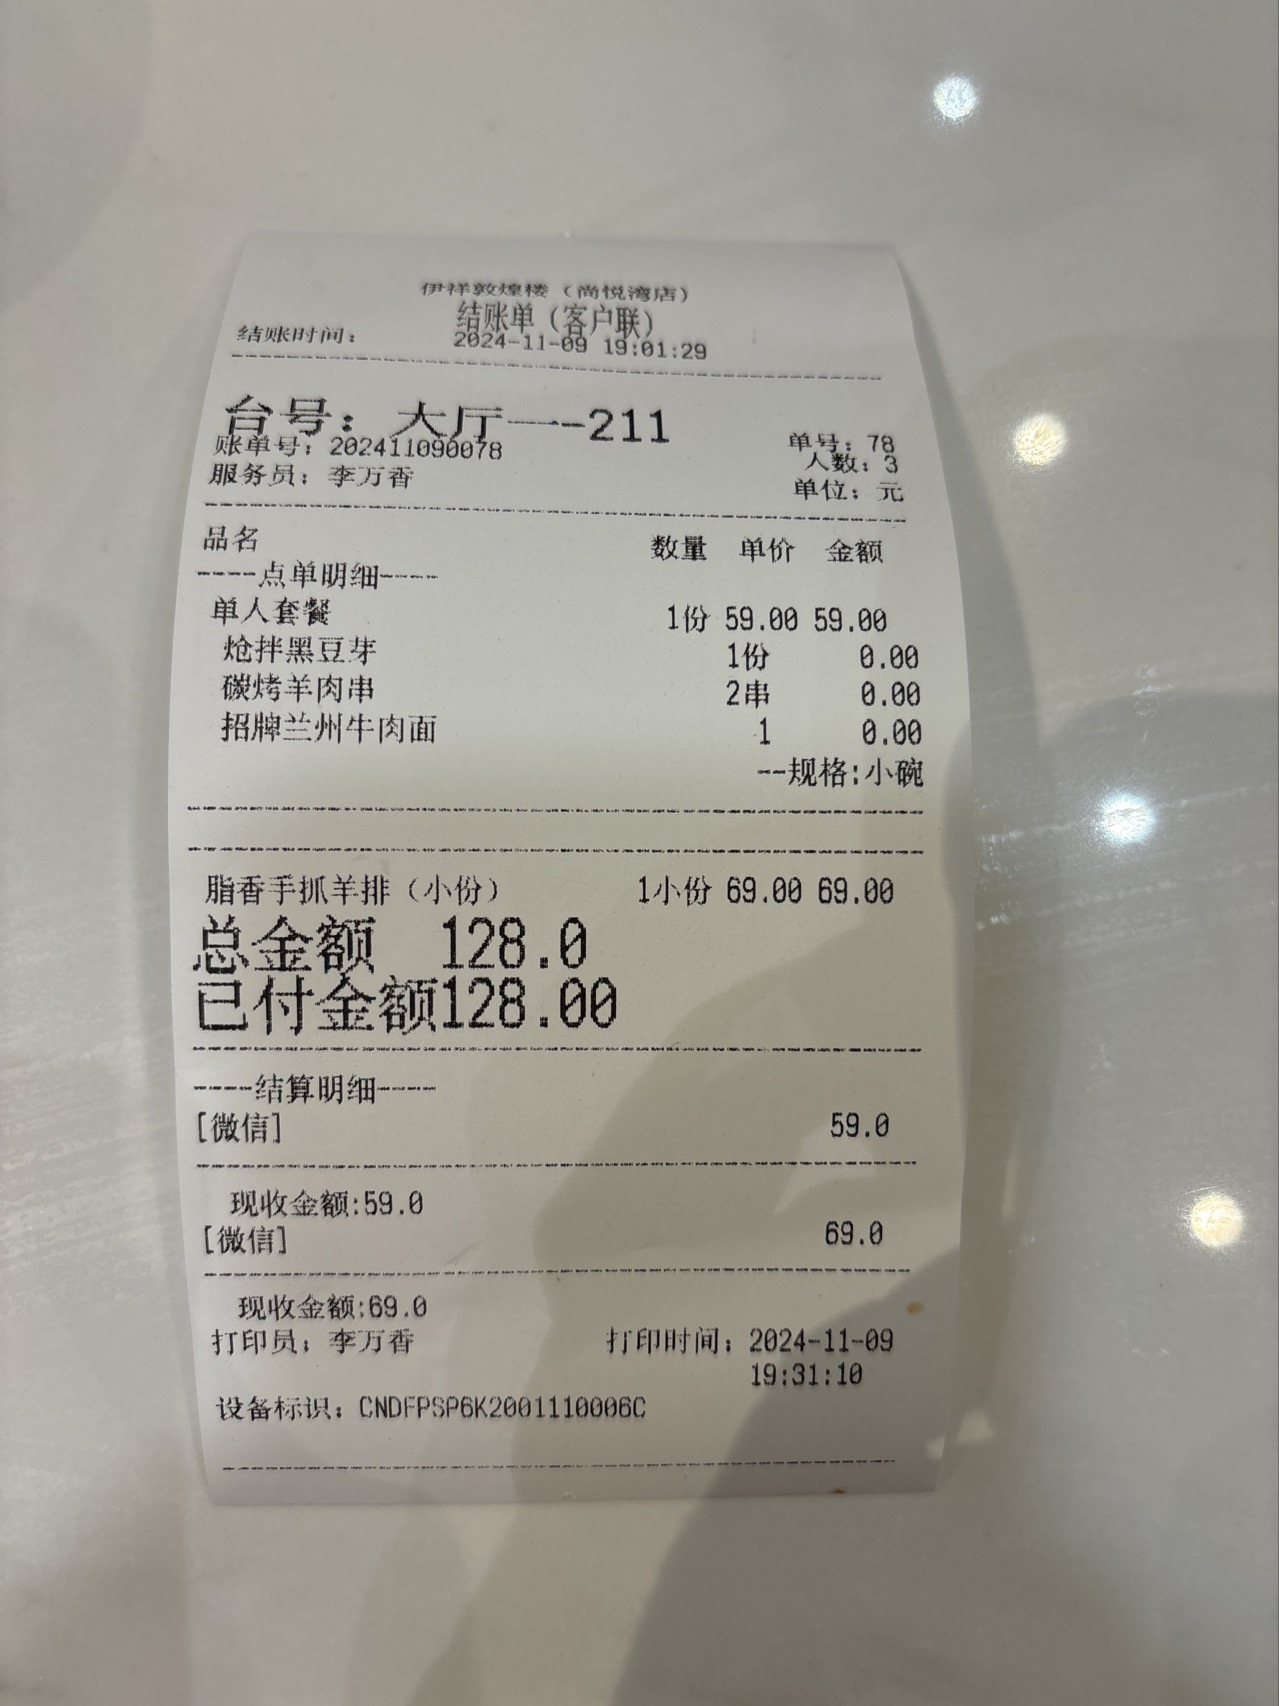 伊祥敦煌楼（尚悦湾店）
结账单（客户联）
结账时间： 2024-11-09 19:01:29
台号： 大厅一-211
账单号：202411090078 单号：78
人数：3
服务员：李万香 单位：元
品名 数量 单价 金额
----点单明细----
单人套餐 1份 59.00 59.00
炝拌黑豆芽 1份 0.00
碳烤羊肉串 2串 0.00
招牌兰州牛肉面 1 0.00
--规格:小碗
脂香手抓羊排（小份） 1小份 69.00 69.00
总金额 128.0
已付金额128.00
----结算明细----
[微信] 59.0
现收金额:59.0
[微信] 69.0
现收金额:69.0
打印员：李万香 打印时间：2024-11-09
19:31:10
设备标识：CNDFPSP6K2001110006C